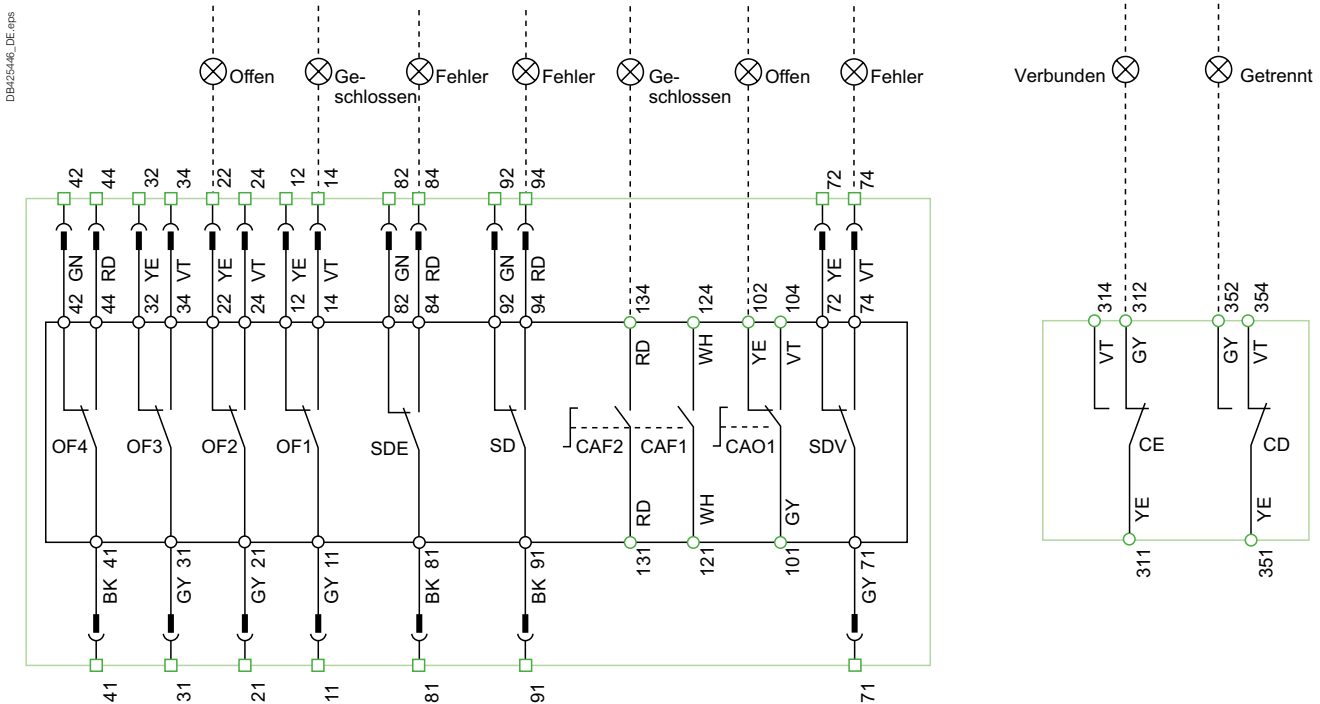 DB425446_DE.eps
Offen
Ge-
schlossen
Fehler
Fehler
Ge-
schlossen
Offen
Fehler
Verbunden
Getrennt
42 44 32 34 22 24 12 14 82 84 92 94 72 74
GN RD YE VT YE VT YE VT GN RD GN RD YE VT
42 44 32 34 22 24 12 14 82 84 92 94 134 124 102 104 72 74
314 312 352 354
RD WH YE VT
VT GY GY VT
OF4 OF3 OF2 OF1 SDE SD CAF2 CAF1 CAO1 SDV
CE CD
RD WH GY
YE YE
41 31 21 11 81 91 131 121 101 71
311 351
BK GY GY GY BK BK GY
41 31 21 11 81 91 71